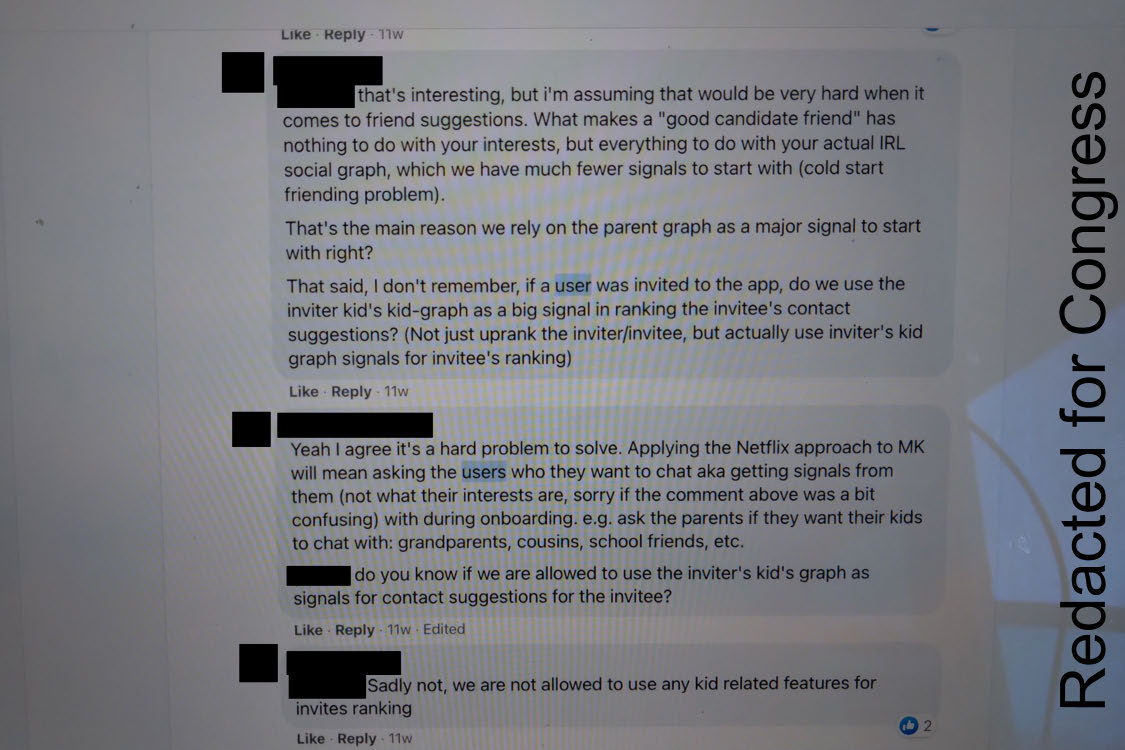 Like · Reply · 11w
that's interesting, but i'm assuming that would be very hard when it
comes to friend suggestions. What makes a "good candidate friend" has
nothing to do with your interests, but everything to do with your actual IRL
social graph, which we have much fewer signals to start with (cold start
friending problem).
That's the main reason we rely on the parent graph as a major signal to start
with right?
That said, I don't remember, if a user was invited to the app, do we use the
inviter kid's kid-graph as a big signal in ranking the invitee's contact
suggestions? (Not just uprank the inviter/invitee, but actually use inviter's kid
graph signals for invitee's ranking)
Like · Reply · 11w
Yeah I agree it's a hard problem to solve. Applying the Netflix approach to MK
will mean asking the users who they want to chat aka getting signals from
them (not what their interests are, sorry if the comment above was a bit
confusing) with during onboarding. e.g. ask the parents if they want their kids
to chat with: grandparents, cousins, school friends, etc.
do you know if we are allowed to use the inviter's kid's graph as
signals for contact suggestions for the invitee?
Like · Reply · 11w · Edited
Sadly not, we are not allowed to use any kid related features for
invites ranking
2
Like · Reply · 11w
Redacted for Congress